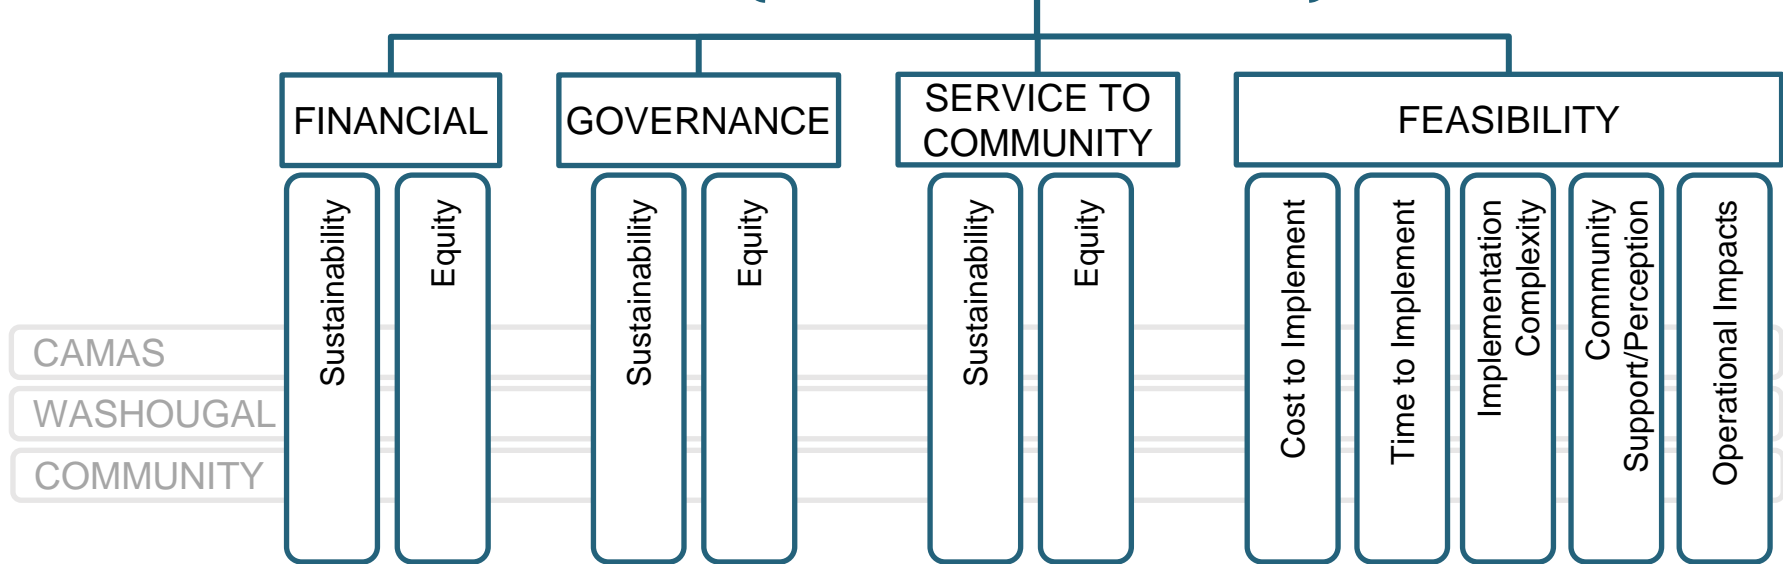 FINANCIAL
GOVERNANCE
SERVICE TO
COMMUNITY
FEASIBILITY
Sustainability
Equity
Sustainability
Equity
Sustainability
Equity
Cost to Implement
Time to Implement
Implementation
Complexity
Community
Support/Perception
Operational Impacts
CAMAS
WASHOUGAL
COMMUNITY